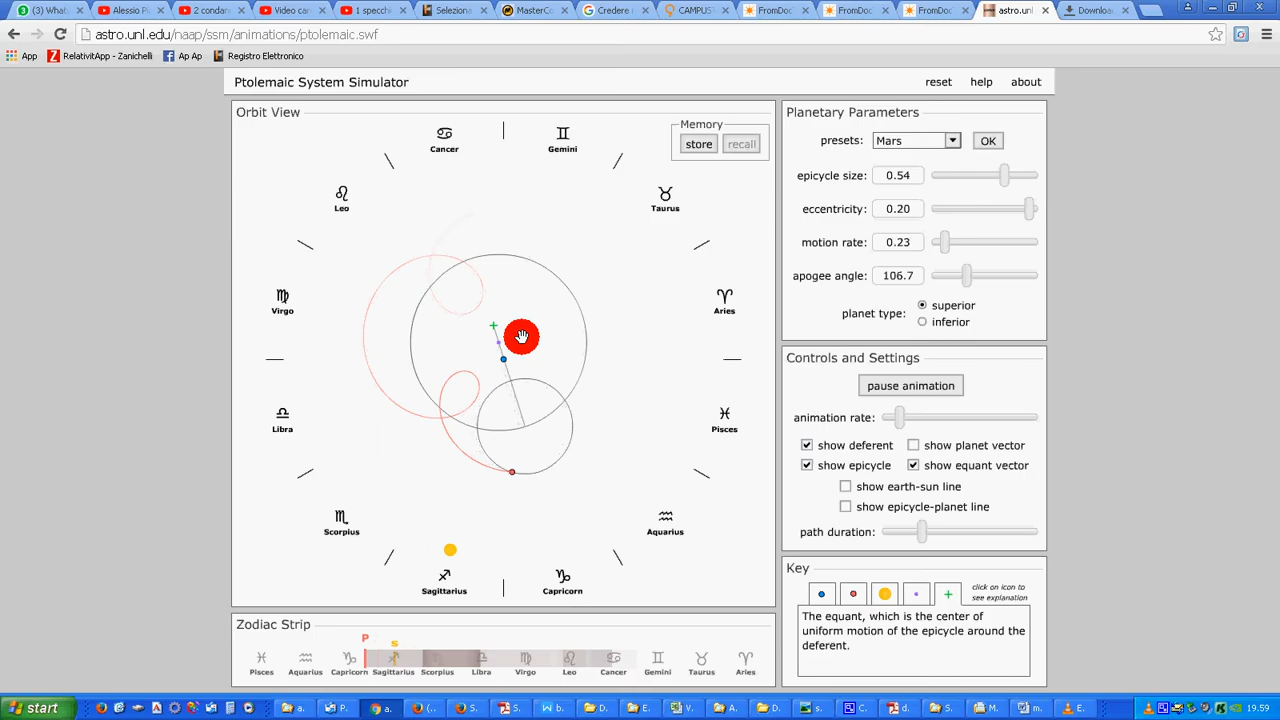 What:
Alessio P
2 condan
Video car
1 specchi
Seleziona
MasterCo
Credere i
CAMPUS
FromDoc
FromDoc
FromDoc
astro.unl
Downloa
astro.unl.edu/naap/ssm/animations/ptolemaic.swf
App RelativitApp - Zanichelli Ap Ap Registro Elettronico
Ptolemaic System Simulator
reset help about
Orbit View
Memory
store recall
Cancer
Gemini
Leo
Taurus
Virgo
Aries
Libra
Pisces
Scorpius
Aquarius
Sagittarius
Capricorn
Zodiac Strip
P
s
Pisces Aquarius Capricorn Sagittarius Scorpius Libra Virgo Leo Cancer Gemini Taurus Aries
Planetary Parameters
presets: Mars OK
epicycle size: 0.54
eccentricity: 0.20
motion rate: 0.23
apogee angle: 106.7
planet type: superior
inferior
Controls and Settings
pause animation
animation rate:
show deferent show planet vector
show epicycle show equant vector
show earth-sun line
show epicycle-planet line
path duration:
Key
click on icon to
see explanation
The equant, which is the center of
uniform motion of the epicycle around the
deferent.
start
19.59